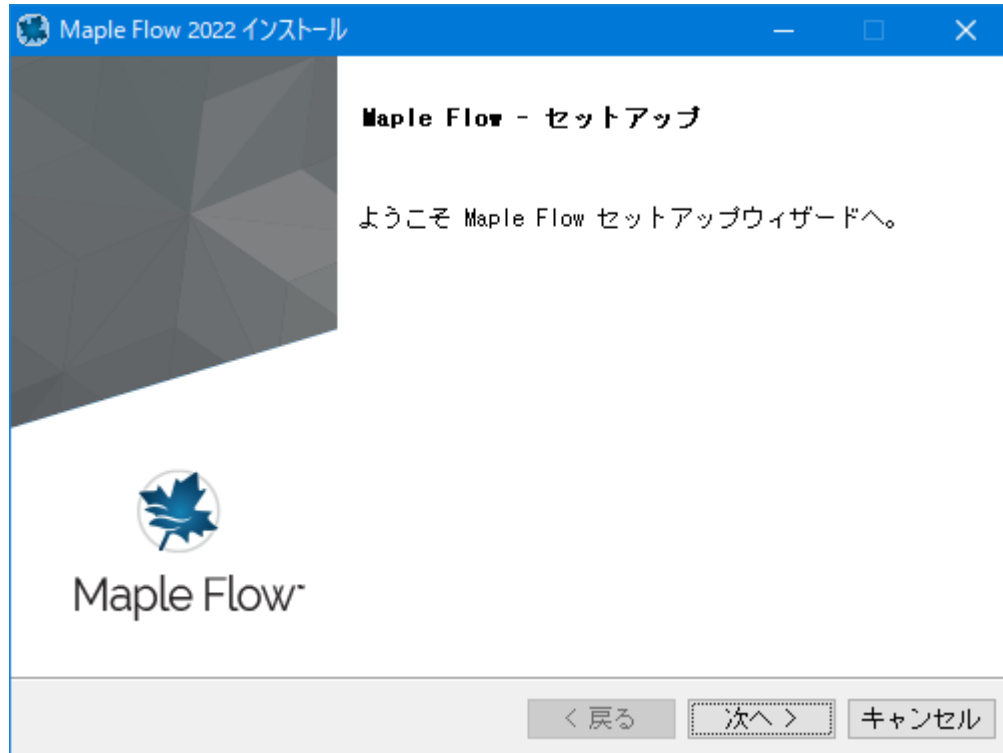 Maple Flow 2022 インストール
Maple Flow - セットアップ
ようこそ Maple Flow セットアップウィザードへ。
Maple Flow™
< 戻る
次へ >
キャンセル